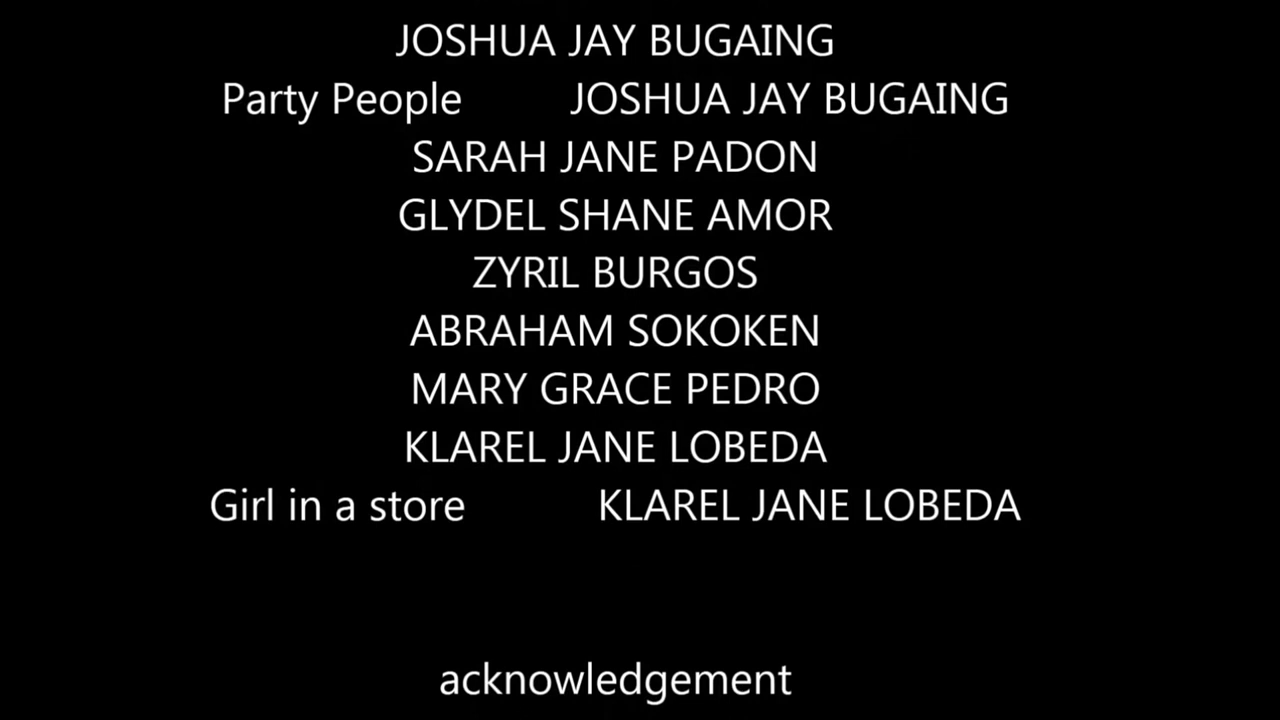 JOSHUA JAY BUGAING
Party People JOSHUA JAY BUGAING
SARAH JANE PADON
GLYDEL SHANE AMOR
ZYRIL BURGOS
ABRAHAM SOKOKEN
MARY GRACE PEDRO
KLAREL JANE LOBEDA
Girl in a store KLAREL JANE LOBEDA
acknowledgement